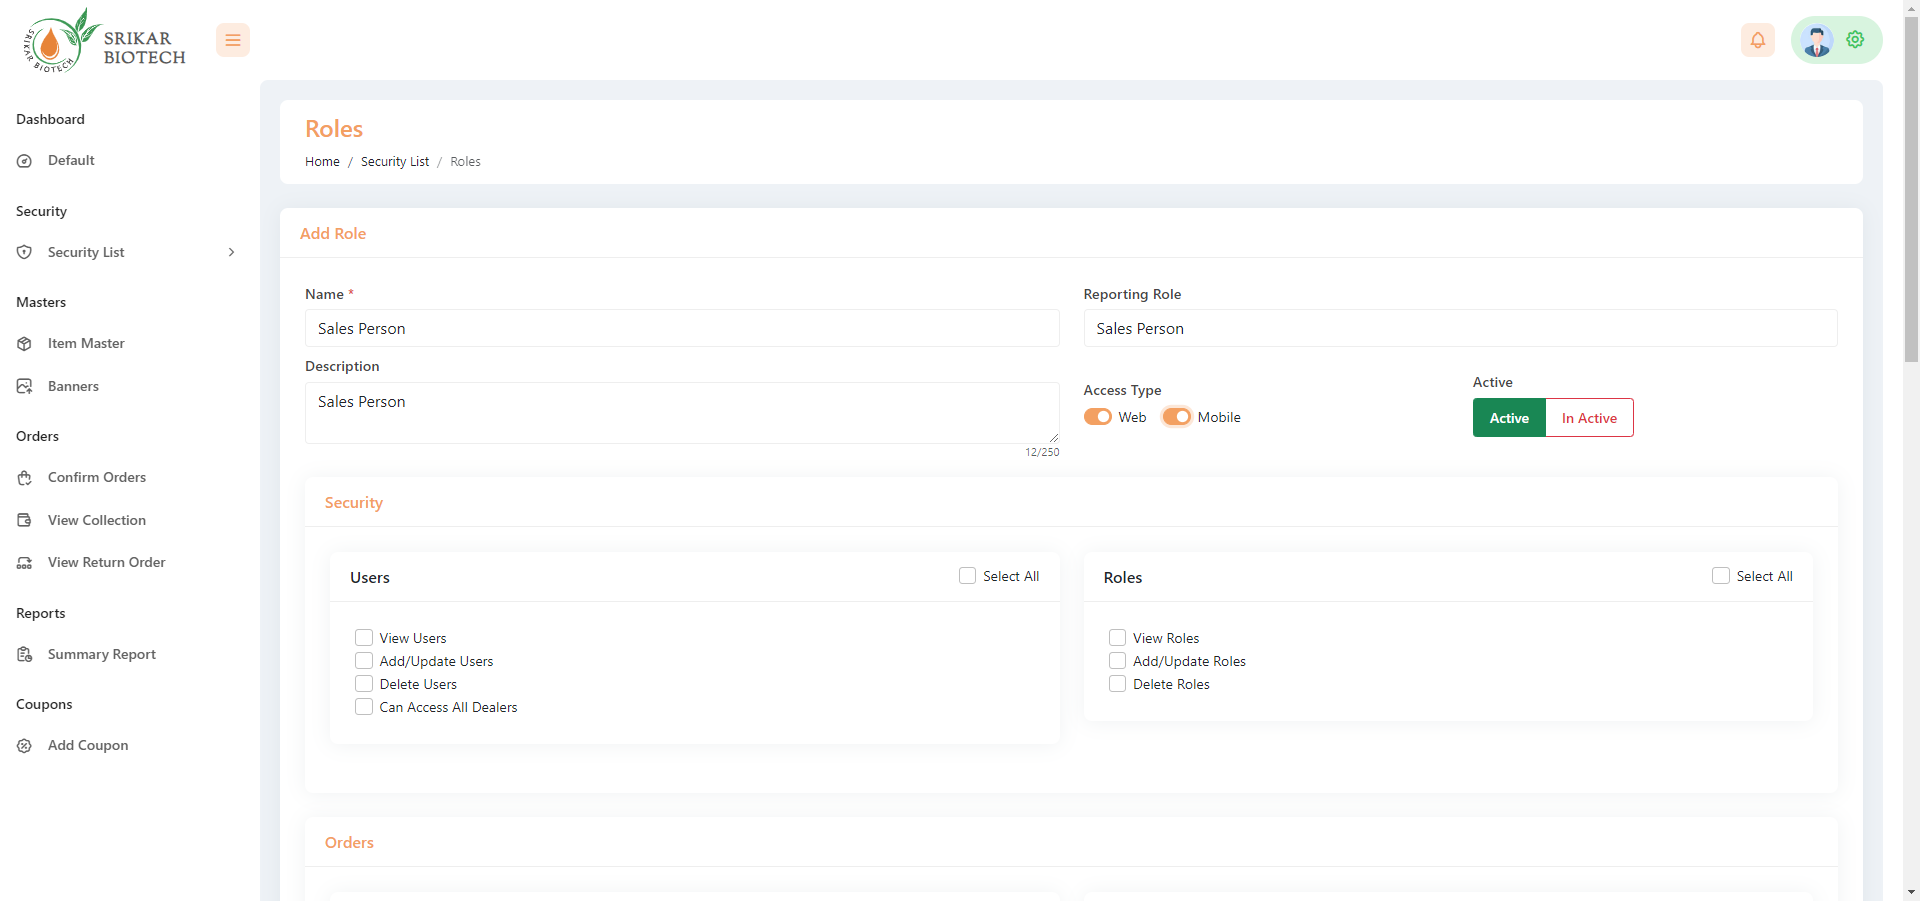 SRIKAR BIOTECH
SRIKAR
BIOTECH
Dashboard
Default
Security
Security List
Masters
Item Master
Banners
Orders
Confirm Orders
View Collection
View Return Order
Reports
Summary Report
Coupons
Add Coupon
Roles
Home / Security List / Roles
Add Role
Name *
Sales Person
Reporting Role
Sales Person
Description
Sales Person
12/250
Access Type
Web Mobile
Active
Active In Active
Security
Users Select All
View Users
Add/Update Users
Delete Users
Can Access All Dealers
Roles Select All
View Roles
Add/Update Roles
Delete Roles
Orders